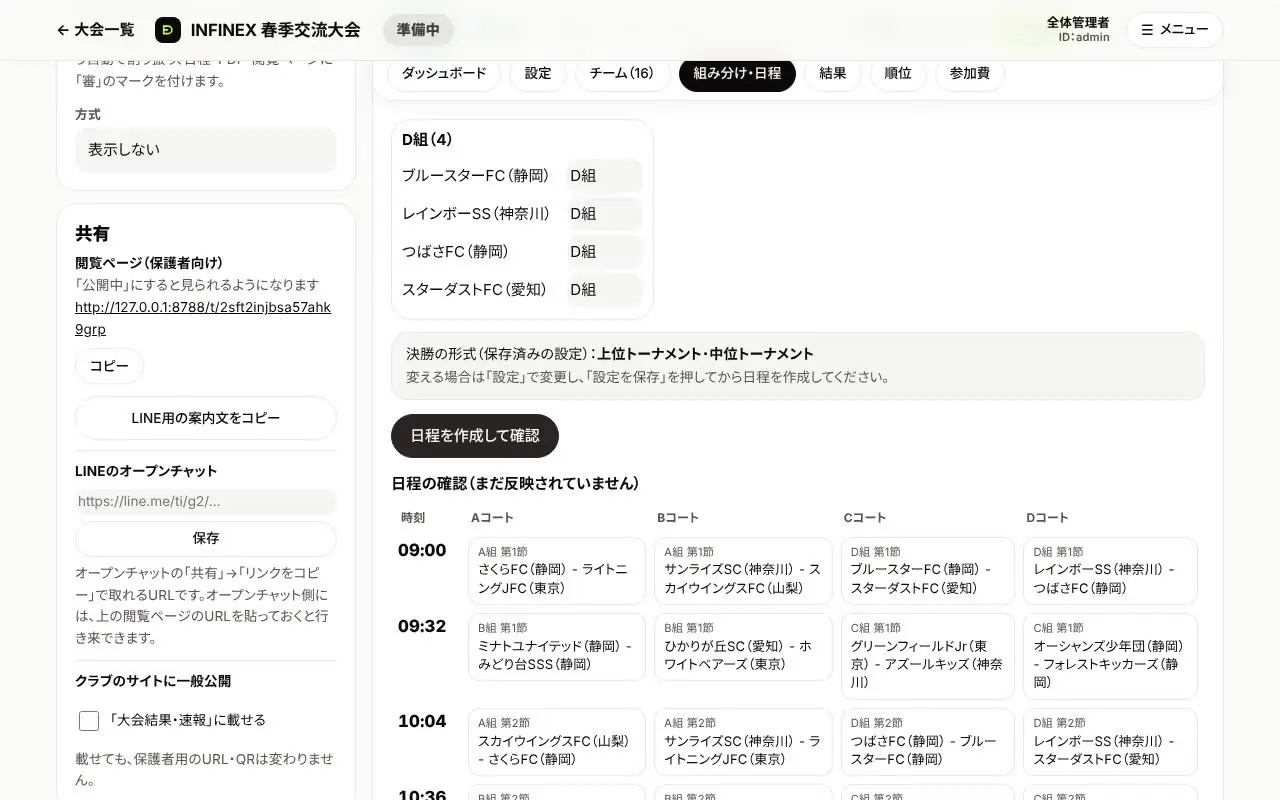 ← 大会一覧
INFINEX 春季交流大会
準備中
全体管理者
ID:admin
☰ メニュー
「審」のマークを付けます。
方式
表示しない
共有
閲覧ページ(保護者向け)
「公開中」にすると見られるようになります
http://127.0.0.1:8788/t/2sft2injbsa57ahk
9grp
コピー
LINE用の案内文をコピー
LINEのオープンチャット
https://line.me/ti/g2/...
保存
オープンチャットの「共有」→「リンクをコピ
ー」で取れるURLです。オープンチャット側に
は、上の閲覧ページのURLを貼っておくと行
き来できます。
クラブのサイトに一般公開
「大会結果・速報」に載せる
載せても、保護者用のURL・QRは変わりませ
ん。
ダッシュボード
設定
チーム(16)
組み分け・日程
結果
順位
参加費
D組(4)
ブルースターFC(静岡) D組
レインボーSS(神奈川) D組
つばさFC(静岡) D組
スターダストFC(愛知) D組
決勝の形式(保存済みの設定):上位トーナメント・中位トーナメント
変える場合は「設定」で変更し、「設定を保存」を押してから日程を作成してください。
日程を作成して確認
日程の確認(まだ反映されていません)
時刻 Aコート Bコート Cコート Dコート
09:00
A組 第1節
さくらFC(静岡) - ライトニ
ングJFC(東京)
A組 第1節
サンライズSC(神奈川) - ス
カイウイングスFC(山梨)
D組 第1節
ブルースターFC(静岡) -
スターダストFC(愛知)
D組 第1節
レインボーSS(神奈川) -
つばさFC(静岡)
09:32
B組 第1節
ミナトユナイテッド(静岡) -
みどり台SSS(静岡)
B組 第1節
ひかりが丘SC(愛知) - ホ
ワイトベアーズ(東京)
C組 第1節
グリーンフィールドJr(東
京) - アズールキッズ(神奈
川)
C組 第1節
オーシャンズ少年団(静岡)
- フォレストキッカーズ(静
岡)
10:04
A組 第2節
スカイウイングスFC(山梨)
- さくらFC(静岡)
A組 第2節
サンライズSC(神奈川) - ラ
イトニングJFC(東京)
D組 第2節
つばさFC(静岡) - ブルー
スターFC(静岡)
D組 第2節
レインボーSS(神奈川) -
スターダストFC(愛知)
10:36
B組 第2節
B組 第2節
C組 第2節
C組 第2節